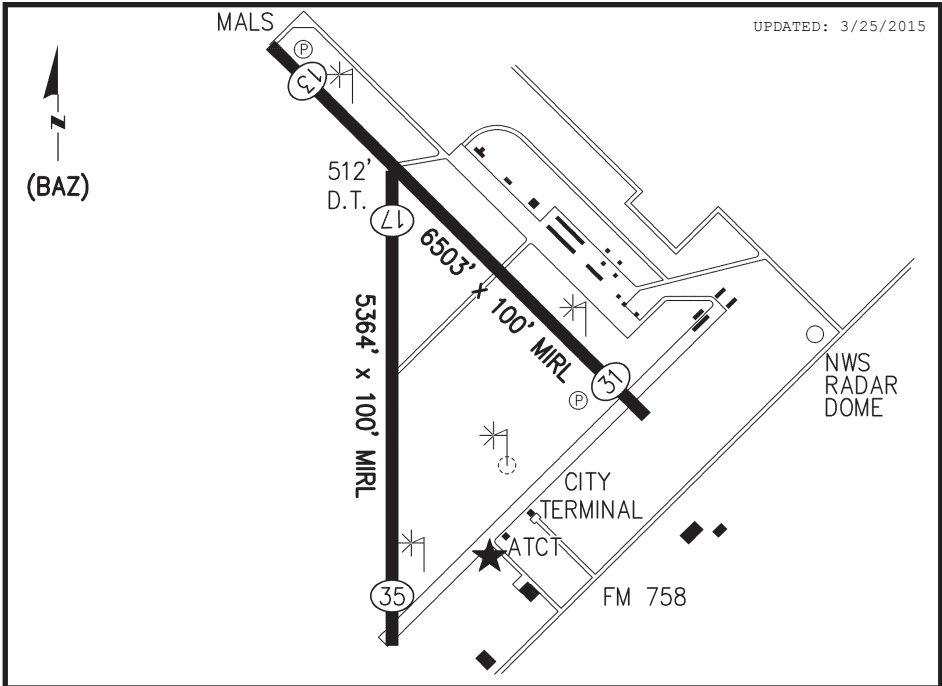 MALS
UPDATED: 3/25/2015
P
13
N
(BAZ)
512'
D.T.
17
6503' x 100' MIRL
5364' x 100' MIRL
31
P
NWS
RADAR
DOME
CITY
TERMINAL
ATCT
35
FM 758